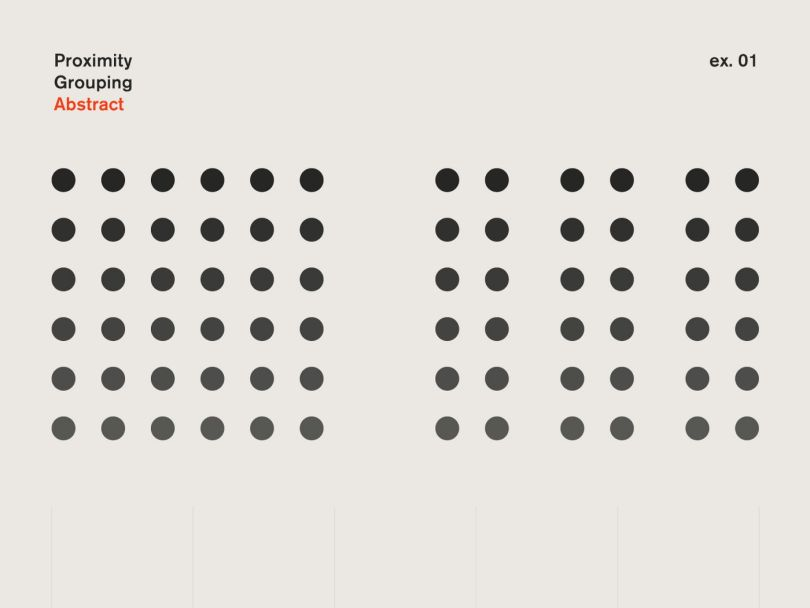 Proximity
Grouping
Abstract
ex. 01